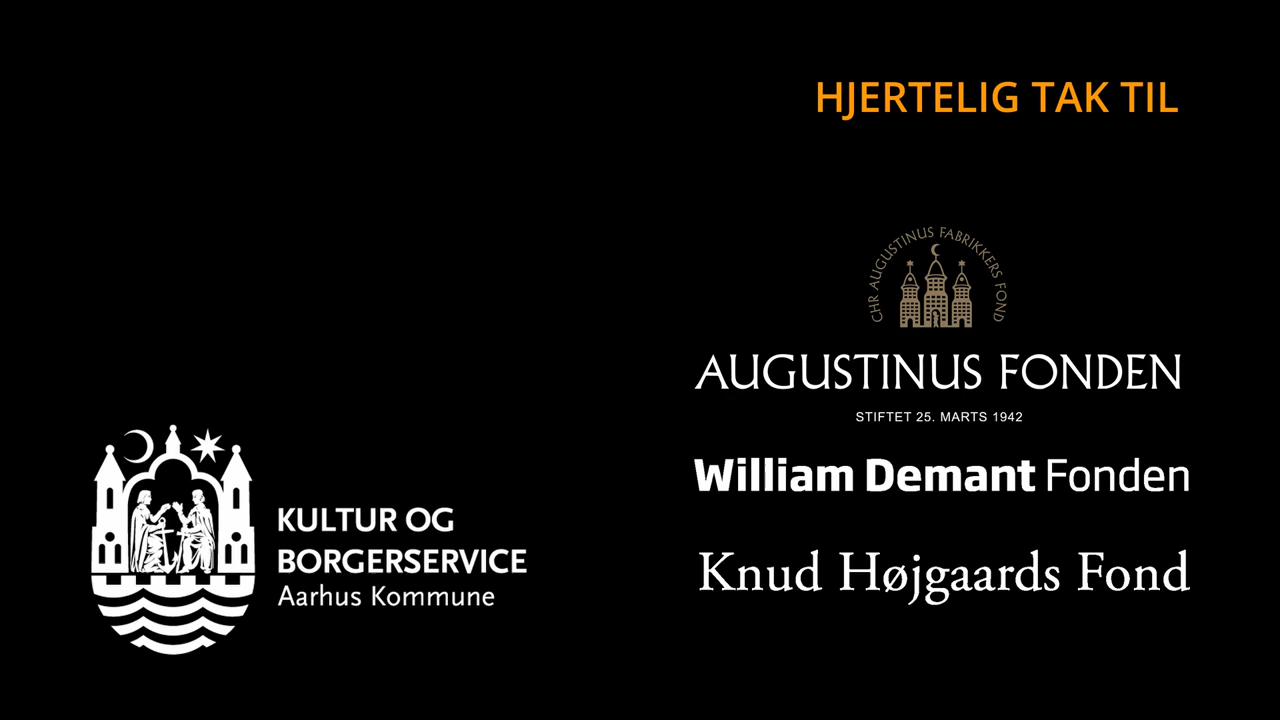 HJERTELIG TAK TIL
CHR AUGUSTINUS FABRIKKERS FOND
AUGUSTINUS FONDEN
STIFTET 25. MARTS 1942
William Demant Fonden
Knud Højgaards Fond
KULTUR OG
BORGERSERVICE
Aarhus Kommune